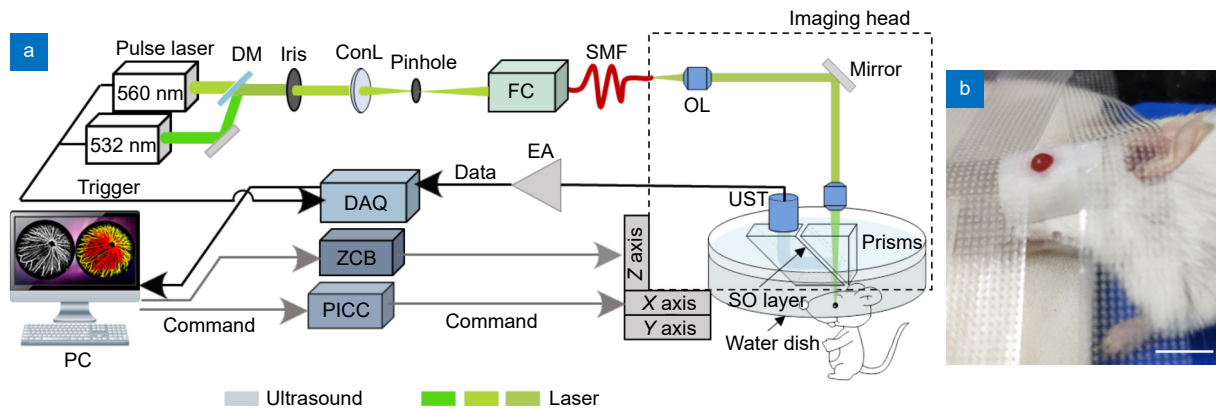 a
Imaging head
Pulse laser
DM
Iris
ConL
Pinhole
SMF
Mirror
560 nm
FC
OL
532 nm
EA
Trigger
Data
UST
DAQ
Prisms
ZCB
Z axis
SO layer
PICC
X axis
Command
Command
Y axis
Water dish
PC
Ultrasound
Laser
b